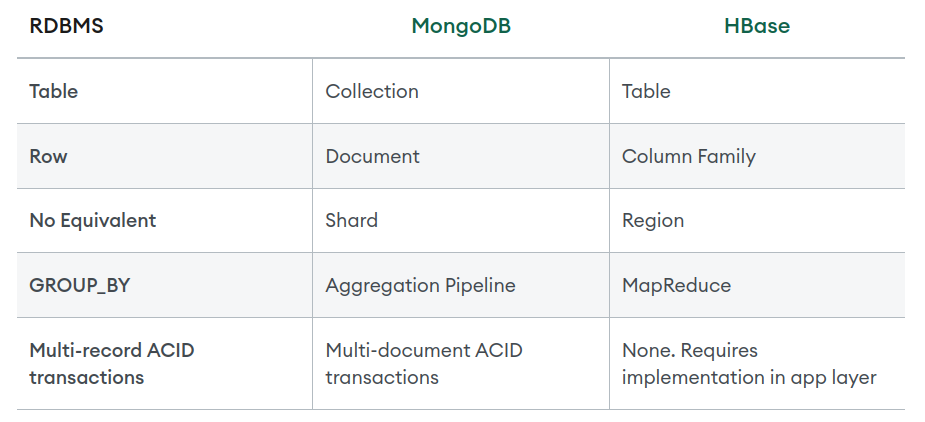 RDBMS MongoDB HBase
Table Collection Table
Row Document Column Family
No Equivalent Shard Region
GROUP_BY Aggregation Pipeline MapReduce
Multi-record ACID Multi-document ACID None. Requires
transactions transactions implementation in app layer